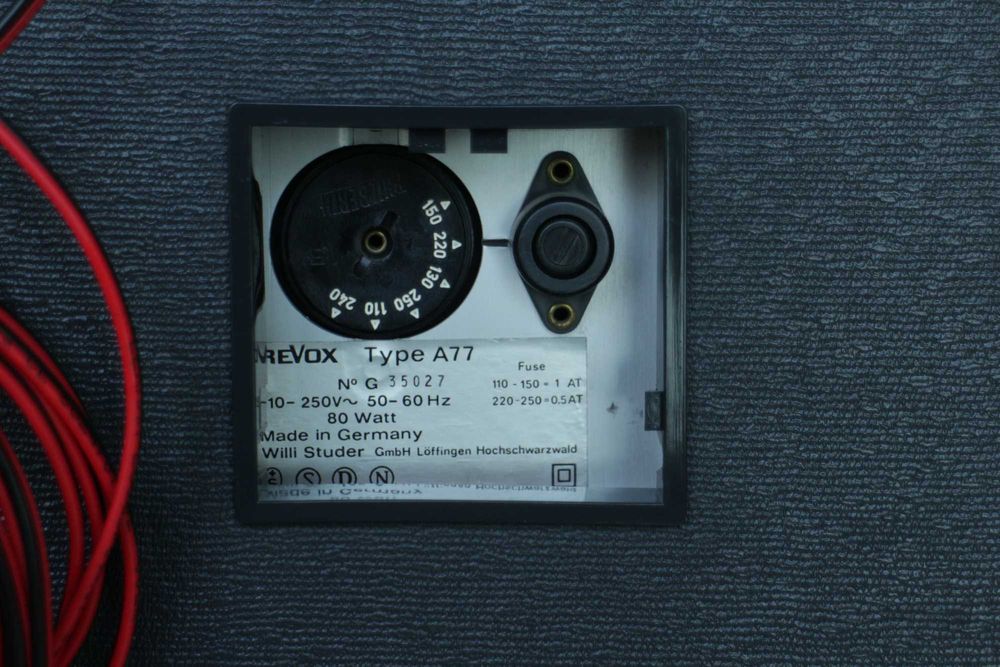 150 220 130 250 110 240
REVOX Type A77
Nº G 35027
-10-250V~ 50-60Hz
80 Watt
Made in Germany
Willi Studer GmbH Löffingen Hochschwarzwald
S D N
Fuse
110-150=1 AT
220-250=0.5AT